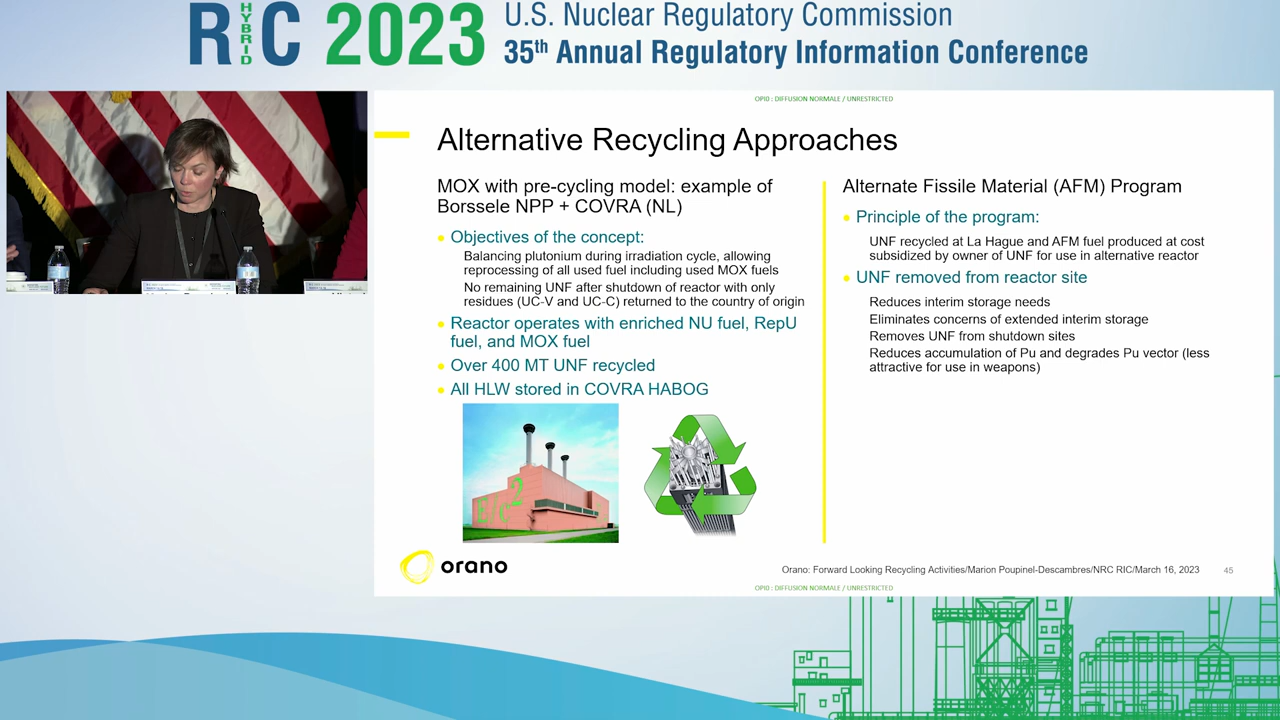 RIC 2023
HYBRID
U.S. Nuclear Regulatory Commission
35th Annual Regulatory Information Conference
OPI0 : DIFFUSION NORMALE / UNRESTRICTED
Alternative Recycling Approaches
MOX with pre-cycling model: example of
Borssele NPP + COVRA (NL)
Objectives of the concept:
Balancing plutonium during irradiation cycle, allowing
reprocessing of all used fuel including used MOX fuels
No remaining UNF after shutdown of reactor with only
residues (UC-V and UC-C) returned to the country of origin
Reactor operates with enriched NU fuel, RepU
fuel, and MOX fuel
Over 400 MT UNF recycled
All HLW stored in COVRA HABOG
E/c2
Alternate Fissile Material (AFM) Program
Principle of the program:
UNF recycled at La Hague and AFM fuel produced at cost
subsidized by owner of UNF for use in alternative reactor
UNF removed from reactor site
Reduces interim storage needs
Eliminates concerns of extended interim storage
Removes UNF from shutdown sites
Reduces accumulation of Pu and degrades Pu vector (less
attractive for use in weapons)
orano
Orano: Forward Looking Recycling Activities/Marion Poupinel-Descambres/NRC RIC/March 16, 2023
45
OPI0 : DIFFUSION NORMALE / UNRESTRICTED